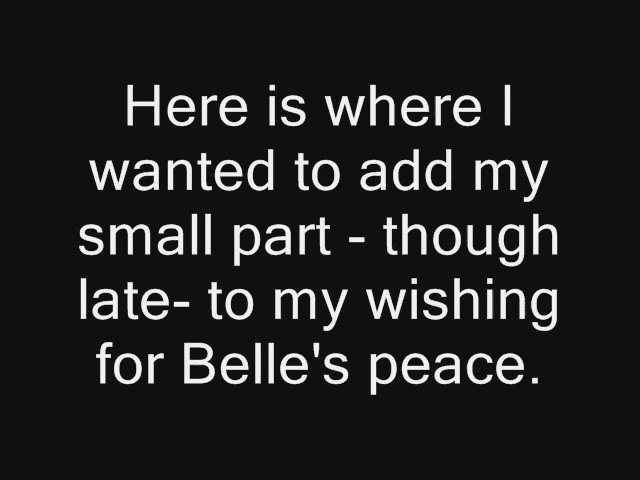 Here is where I
wanted to add my
small part - though
late- to my wishing
for Belle's peace.